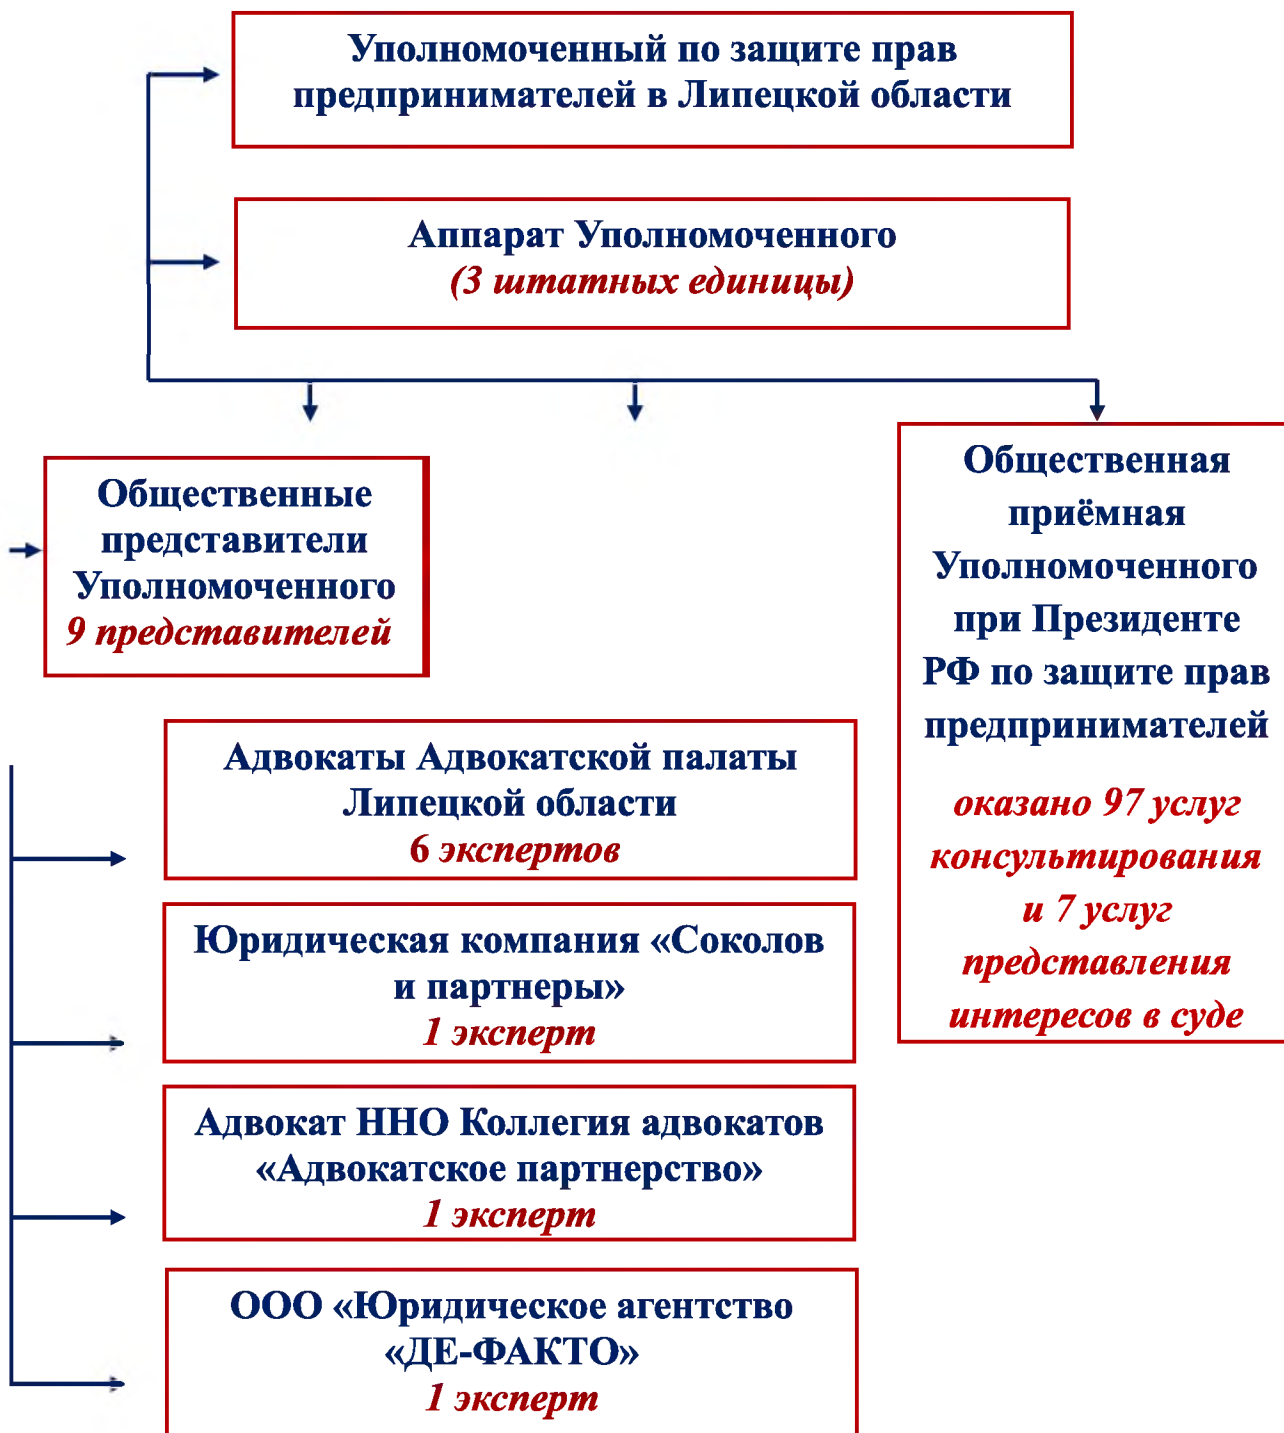 Уполномоченный по защите прав
предпринимателей в Липецкой области
Аппарат Уполномоченного
(3 штатных единицы)
Общественные
представители
Уполномоченного
9 представителей
Общественная
приёмная
Уполномоченного
при Президенте
РФ по защите прав
предпринимателей
оказано 97 услуг
консультирования
и 7 услуг
представления
интересов в суде
Адвокаты Адвокатской палаты
Липецкой области
6 экспертов
Юридическая компания «Соколов
и партнеры»
1 эксперт
Адвокат ННО Коллегия адвокатов
«Адвокатское партнерство»
1 эксперт
ООО «Юридическое агентство
«ДЕ-ФАКТО»
1 эксперт